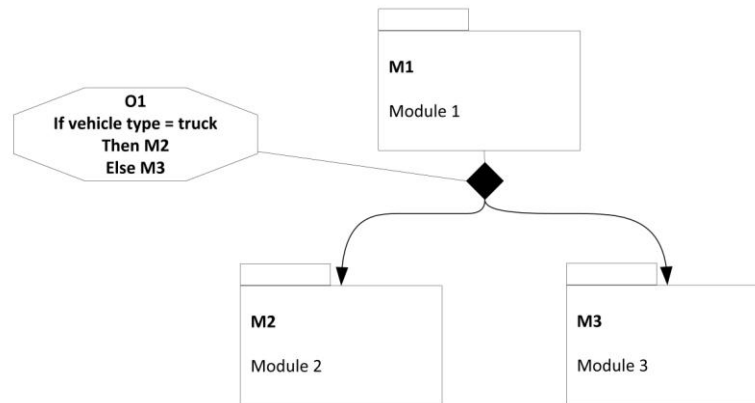 M1
Module 1
O1
If vehicle type = truck
Then M2
Else M3
M2
Module 2
M3
Module 3